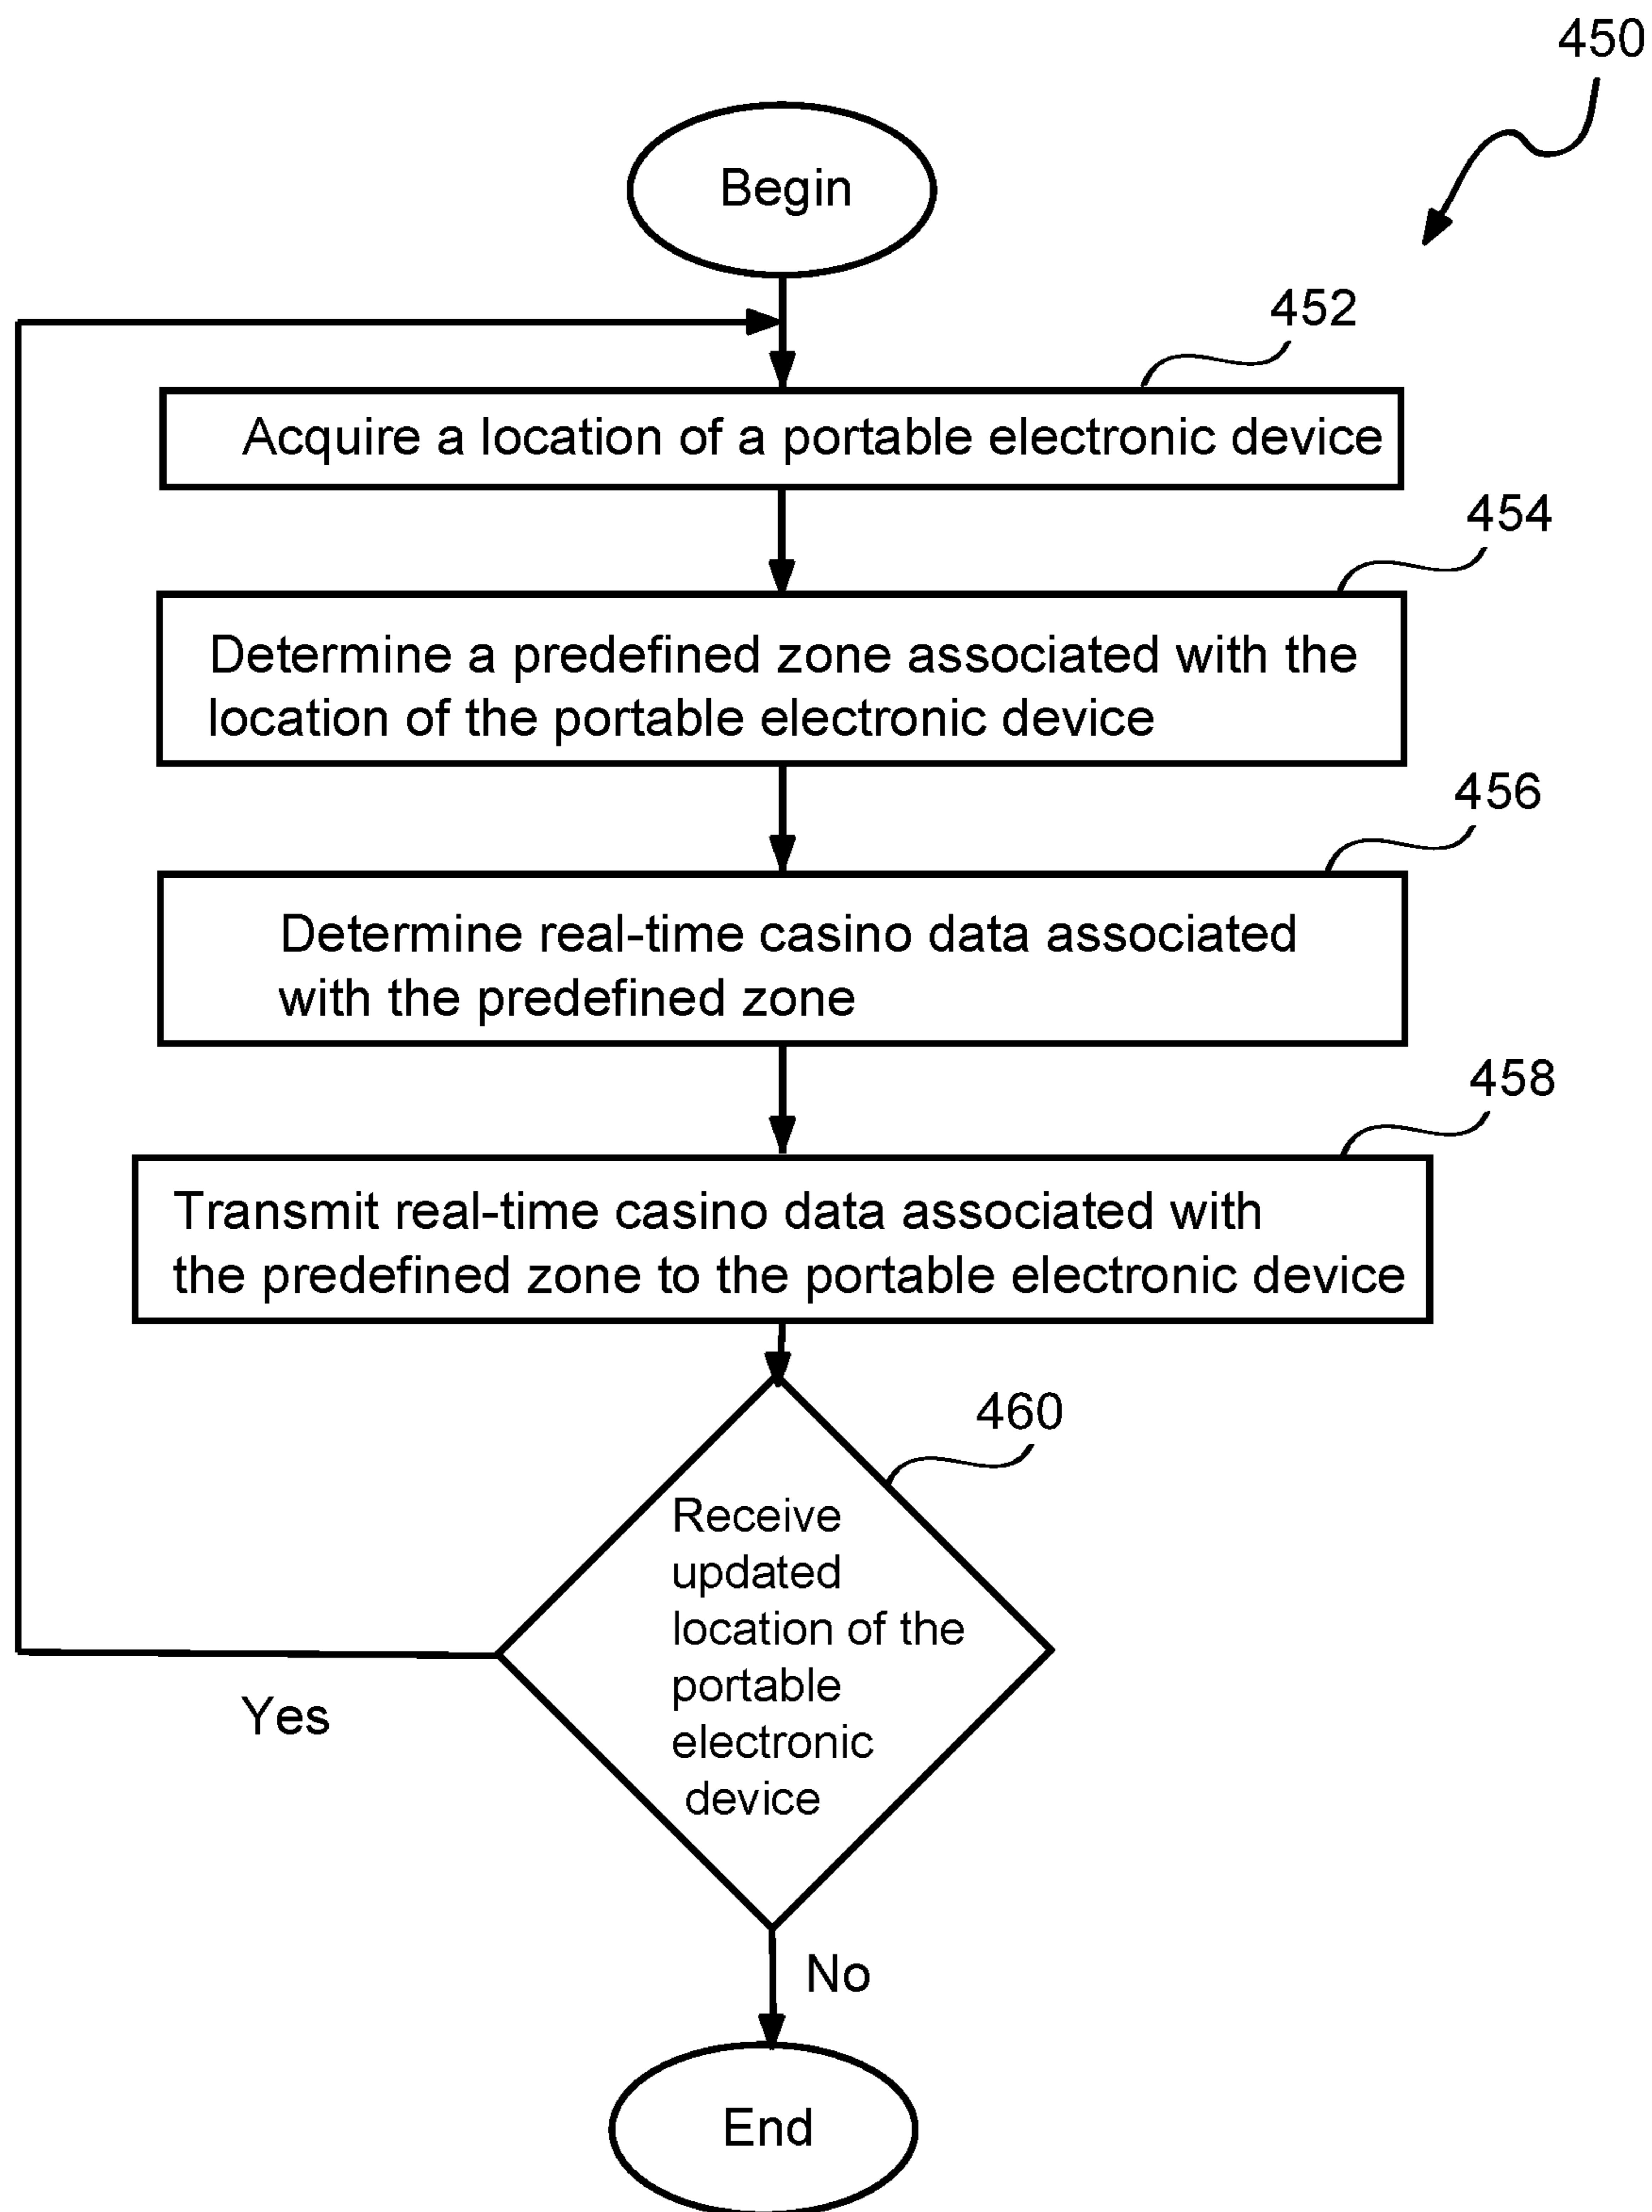 450
Begin
452
Acquire a location of a portable electronic device
454
Determine a predefined zone associated with the
location of the portable electronic device
456
Determine real-time casino data associated
with the predefined zone
458
Transmit real-time casino data associated with
the predefined zone to the portable electronic device
460
Receive
updated
location of the
portable
electronic
device
Yes
No
End